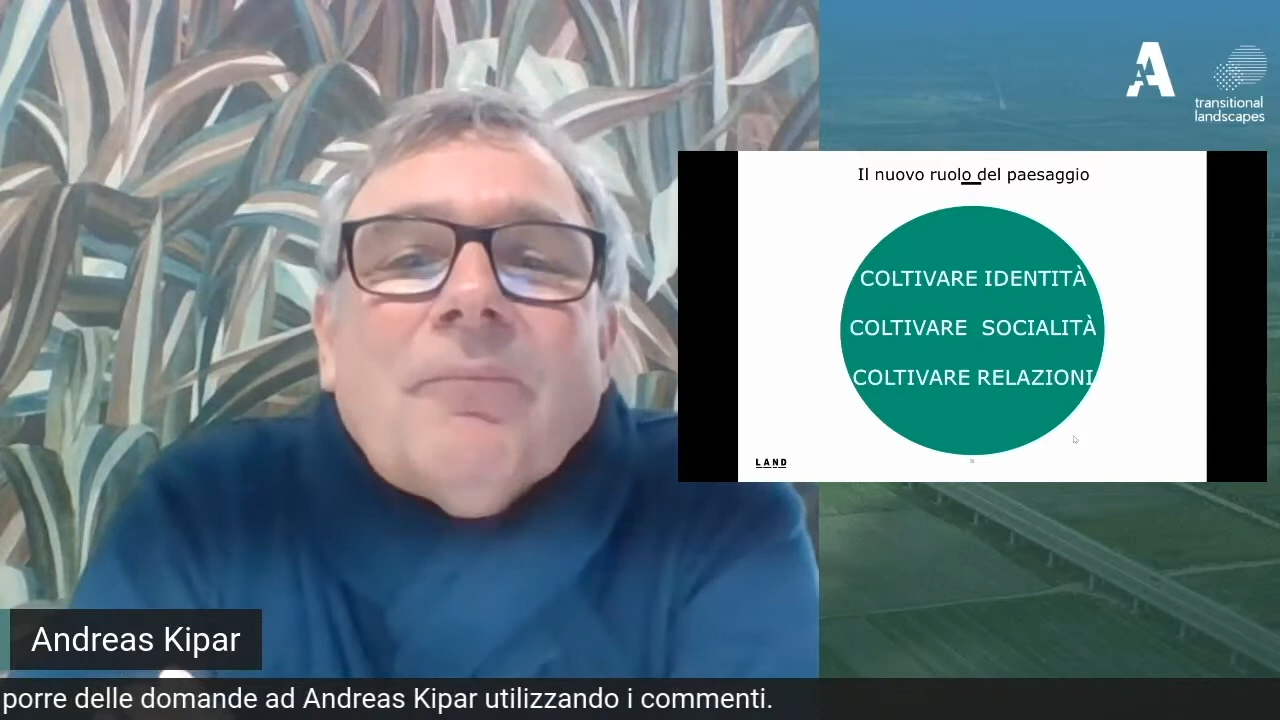 transitional
landscapes
Il nuovo ruolo del paesaggio
COLTIVARE IDENTITÀ
COLTIVARE SOCIALITÀ
COLTIVARE RELAZIONI
LAND
Andreas Kipar
porre delle domande ad Andreas Kipar utilizzando i commenti.